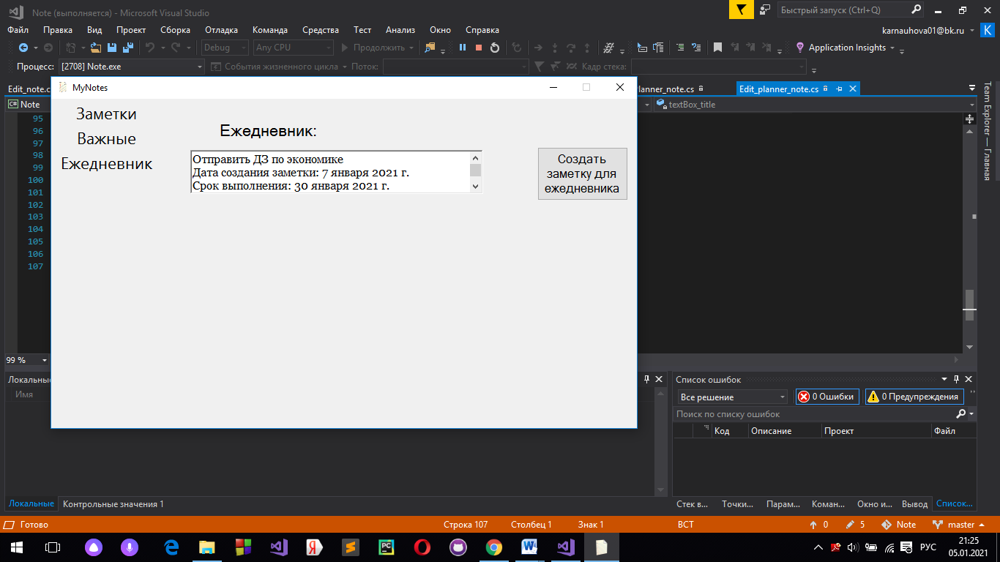 Note (выполняется) - Microsoft Visual Studio
Быстрый запуск (Ctrl+Q)
Файл Правка Вид Проект Сборка Отладка Команда Средства Тест Анализ Окно Справка
karnauhova01@bk.ru K
Debug Any CPU Продолжить Application Insights
Процесс: [2708] Note.exe События жизненного цикла Поток: Кадр стека:
MyNotes
Edit_planner_note.cs
Team Explorer — Главная
Note
textBox_title
95
96
97
98
99
100
101
102
103
104
105
106
107
Заметки
Важные
Ежедневник
Ежедневник:
Отправить ДЗ по экономике
Дата создания заметки: 7 января 2021 г.
Срок выполнения: 30 января 2021 г.
Создать
заметку для
ежедневника
99 %
Имя
Список ошибок
Все решение 0 Ошибки 0 Предупреждения
Поиск по списку ошибок
Код Описание Проект Файл
Локальные Контрольные значения 1
Стек в... Точки... Парам... Коман... Окно и... Вывод Список...
Готово Строка 107 Столбец 1 Знак 1 ВСТ 0 5 Note master
РУС
21:25
05.01.2021